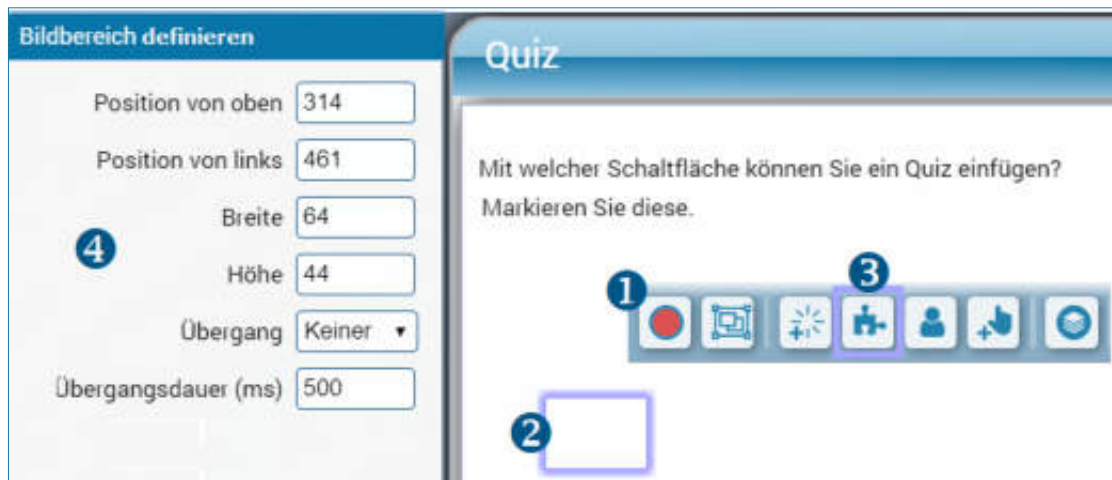 Bildbereich definieren
Position von oben 314
Position von links 461
Breite 64
4
Höhe 44
Übergang Keiner
Übergangsdauer (ms) 500
Quiz
Mit welcher Schaltfläche können Sie ein Quiz einfügen?
Markieren Sie diese.
1
3
2